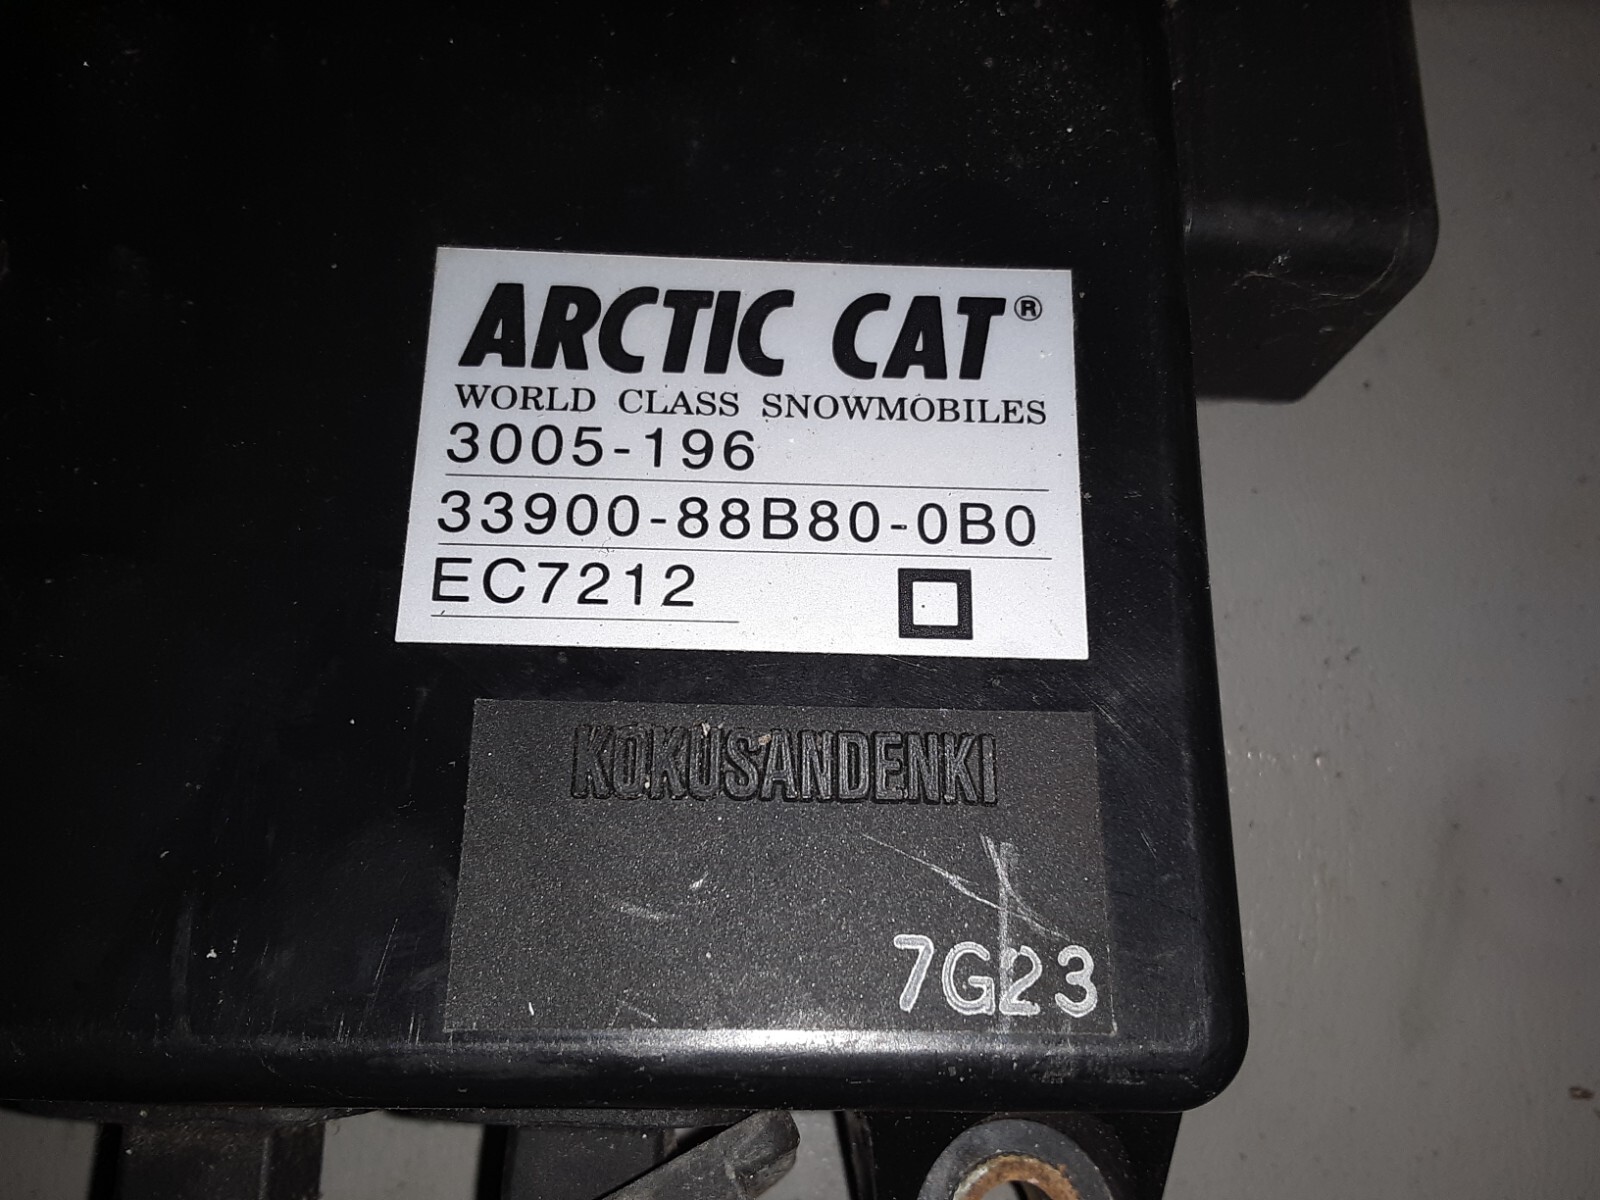 ARCTIC CAT®
WORLD CLASS SNOWMOBILES
3005-196
33900-88B80-0B0
EC7212
KOKUSANDENKI
7G23